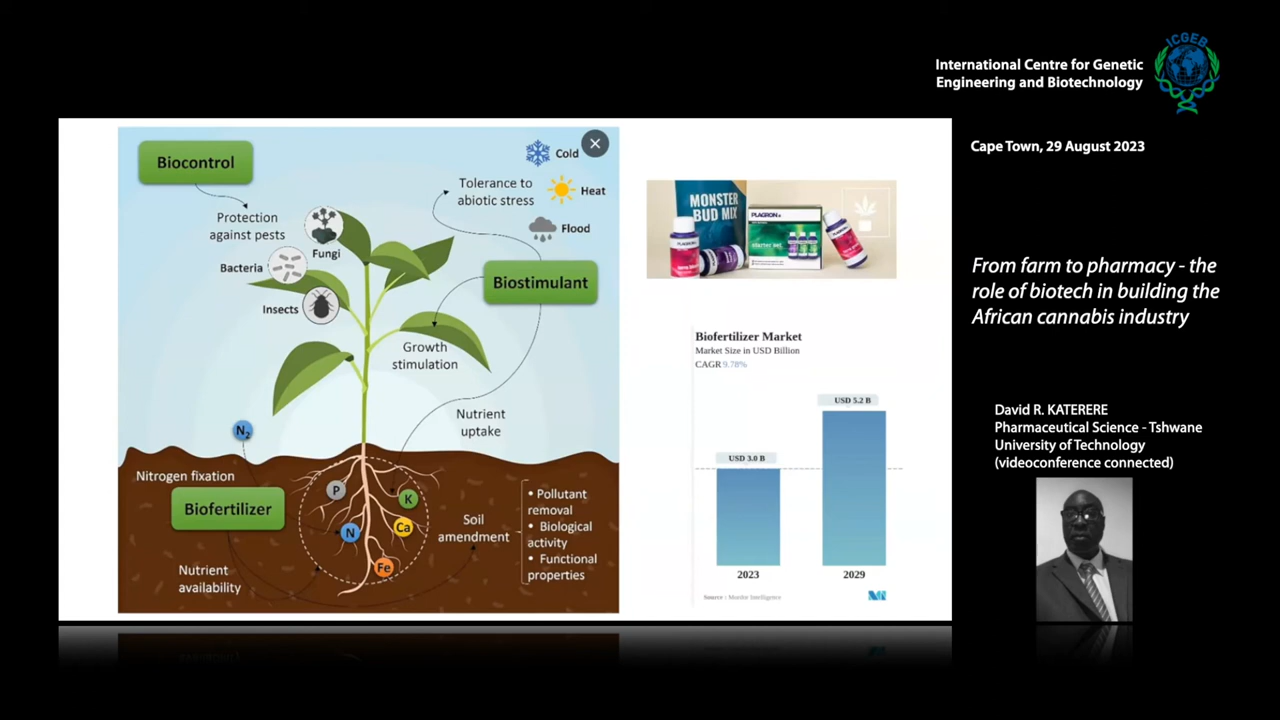 International Centre for Genetic
Engineering and Biotechnology
ICGEB
Cape Town, 29 August 2023
From farm to pharmacy - the
role of biotech in building the
African cannabis industry
David R. KATERERE
Pharmaceutical Science - Tshwane
University of Technology
(videoconference connected)
Biocontrol
Protection
against pests
Fungi
Bacteria
Insects
Cold
Tolerance to
abiotic stress
Heat
Flood
Biostimulant
Growth
stimulation
Nutrient
uptake
N2
Nitrogen fixation
Biofertilizer
Nutrient
availability
P
K
N
Ca
Fe
Soil
amendment
• Pollutant
removal
• Biological
activity
• Functional
properties
MONSTER
BUD MIX
PLAGRON
PLAGRON
starter set
Biofertilizer Market
Market Size in USD Billion
CAGR 9.78%
USD 3.0 B
USD 5.2 B
2023
2029
Source : Mordor Intelligence